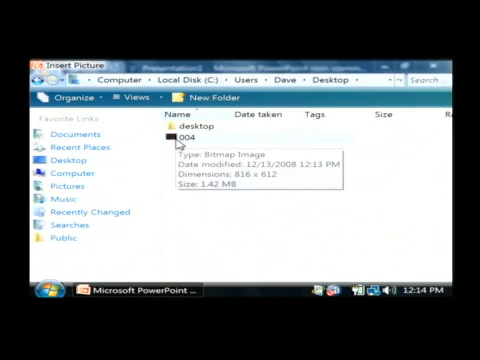 Insert Picture
Presentation1 - Microsoft PowerPoint non-comm
Computer Local Disk (C:) Users Dave Desktop Search
Organize Views New Folder
Favorite Links
Name Date taken Tags Size Ra
Documents
Recent Places
Desktop
Computer
Pictures
Music
Recently Changed
Searches
Public
desktop
004
Type: Bitmap Image
Date modified: 12/13/2008 12:13 PM
Dimensions: 816 x 612
Size: 1.42 MB
Microsoft PowerPoint ...
12:14 PM